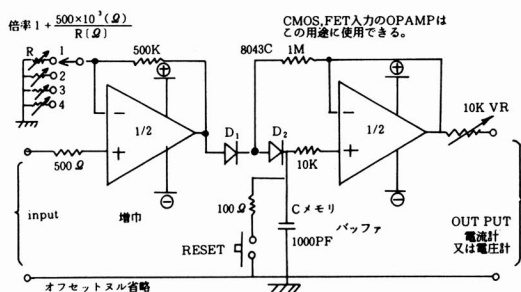 倍率 1 + 500×10³(Ω) / R(Ω)
CMOS,FET入力のOPAMPは
この用途に使用できる。
R
1
2
3
4
500K
8043C
1M
1/2
D₁
D₂
1/2
10K VR
500Ω
10K
input
増巾
100Ω
Cメモリ
1000PF
バッファ
RESET
OUT PUT
電流計
又は電圧計
オフセットヌル省略